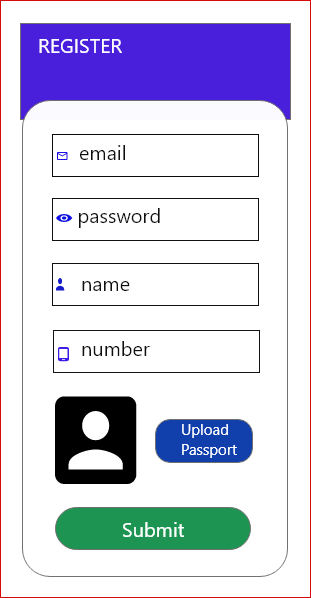 REGISTER
email
password
name
number
Upload
Passport
Submit